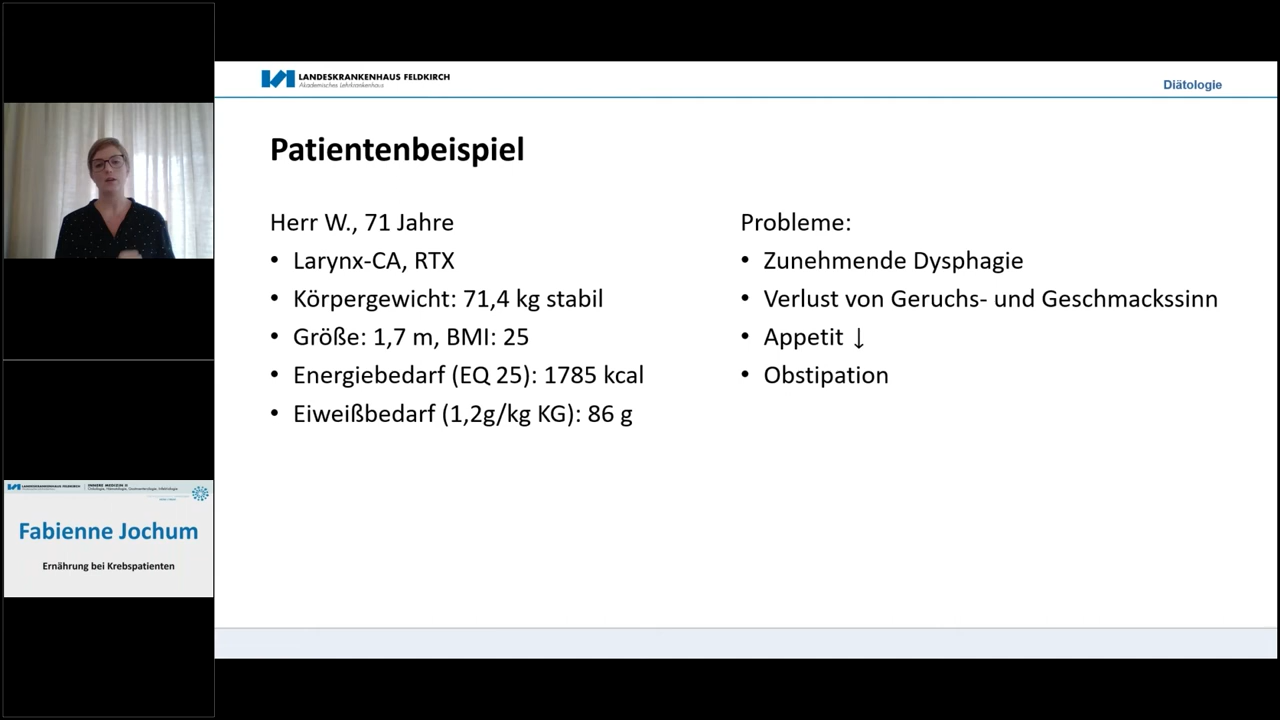 LANDESKRANKENHAUS FELDKIRCH
Akademisches Lehrkrankenhaus
Diätologie
Patientenbeispiel
Herr W., 71 Jahre
• Larynx-CA, RTX
• Körpergewicht: 71,4 kg stabil
• Größe: 1,7 m, BMI: 25
• Energiebedarf (EQ 25): 1785 kcal
• Eiweißbedarf (1,2g/kg KG): 86 g
Probleme:
• Zunehmende Dysphagie
• Verlust von Geruchs- und Geschmackssinn
• Appetit ↓
• Obstipation
LANDESKRANKENHAUS FELDKIRCH
INNERE MEDIZIN II
Fabienne Jochum
Ernährung bei Krebspatienten